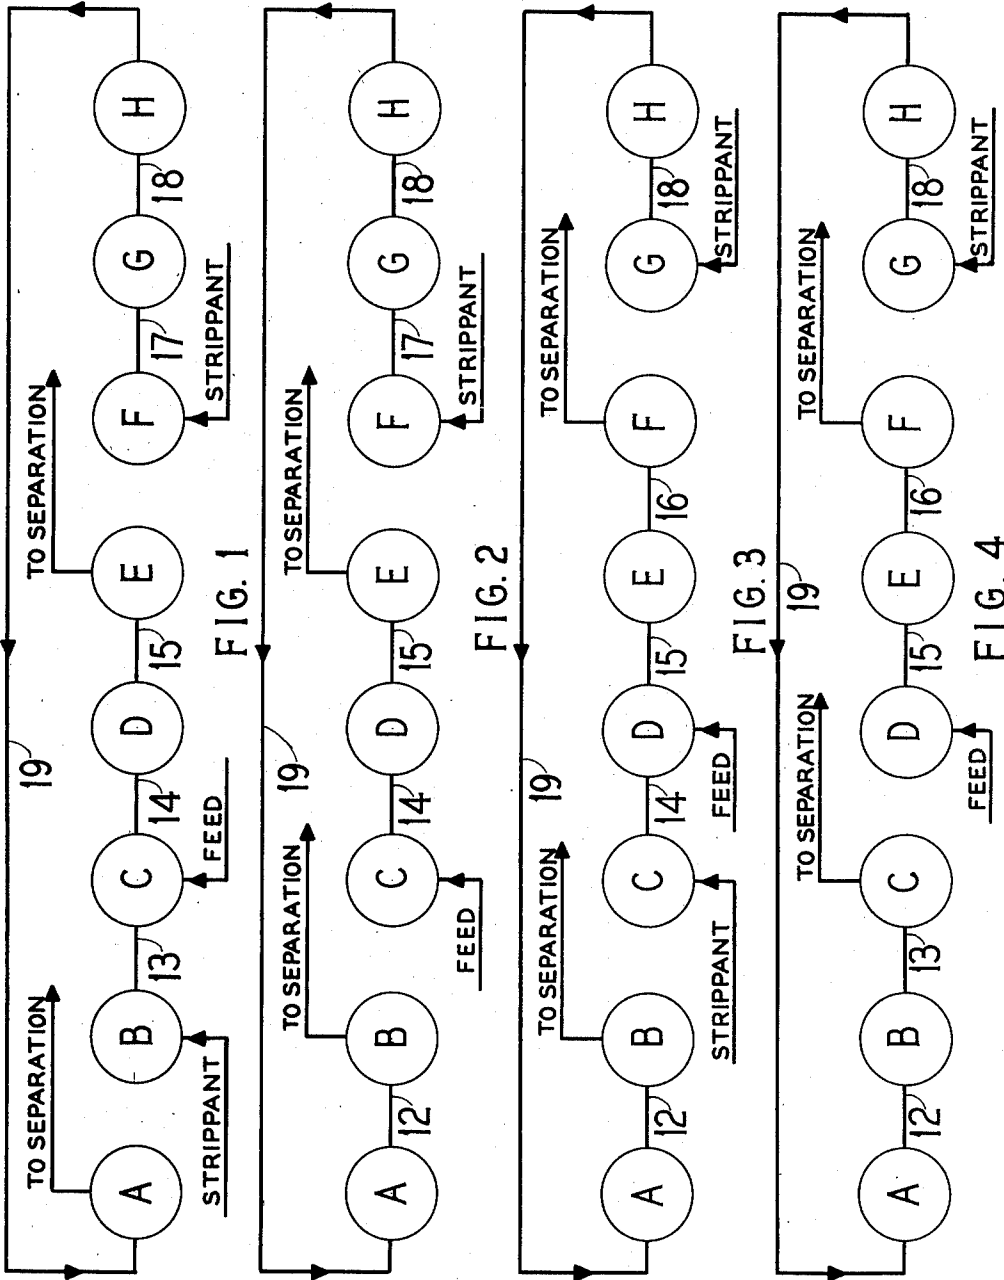 19
TO SEPARATION
TO SEPARATION
A B C D E F G H
13 14 15 17 18
STRIPPANT
FEED
STRIPPANT
FIG. 1
19
TO SEPARATION
TO SEPARATION
A B C D E F G H
12 14 15 17 18
FEED
STRIPPANT
FIG. 2
19
TO SEPARATION
TO SEPARATION
A B C D E F G H
12 14 15 16 18
STRIPPANT
FEED
STRIPPANT
FIG. 3
19
TO SEPARATION
TO SEPARATION
A B C D E F G H
12 13 15 16 18
FEED
STRIPPANT
FIG. 4